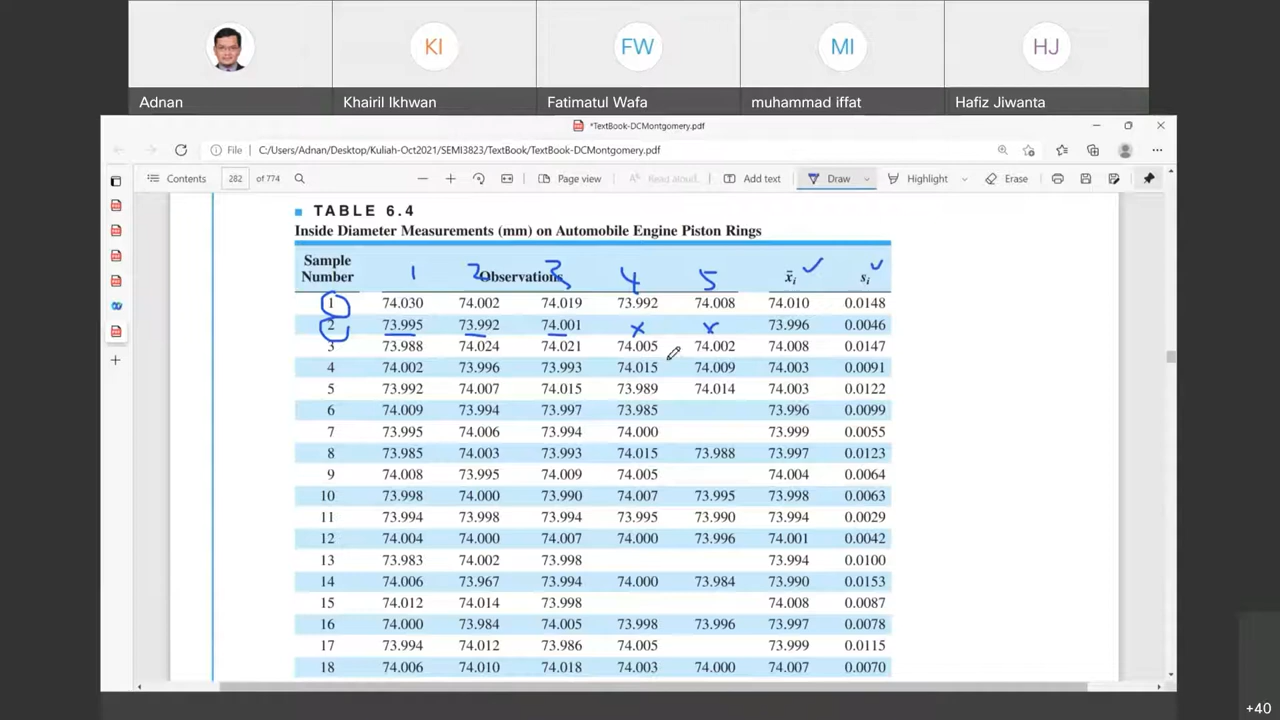 KI
FW
MI
HJ
Adnan
Khairil Ikhwan
Fatimatul Wafa
muhammad iffat
Hafiz Jiwanta
*TextBook-DCMontgomery.pdf
File C:/Users/Adnan/Desktop/Kuliah-Oct2021/SEMI3823/TextBook/TextBook-DCMontgomery.pdf
Contents 282 of 774 Page view Read aloud Add text Draw Highlight Erase
TABLE 6.4
Inside Diameter Measurements (mm) on Automobile Engine Piston Rings
Sample
Number 1 2 Observations 3 4 5 x̄i ✓ si ✓
1 74.030 74.002 74.019 73.992 74.008 74.010 0.0148
2 73.995 73.992 74.001 x x 73.996 0.0046
3 73.988 74.024 74.021 74.005 74.002 74.008 0.0147
4 74.002 73.996 73.993 74.015 74.009 74.003 0.0091
5 73.992 74.007 74.015 73.989 74.014 74.003 0.0122
6 74.009 73.994 73.997 73.985 73.996 0.0099
7 73.995 74.006 73.994 74.000 73.999 0.0055
8 73.985 74.003 73.993 74.015 73.988 73.997 0.0123
9 74.008 73.995 74.009 74.005 74.004 0.0064
10 73.998 74.000 73.990 74.007 73.995 73.998 0.0063
11 73.994 73.998 73.994 73.995 73.990 73.994 0.0029
12 74.004 74.000 74.007 74.000 73.996 74.001 0.0042
13 73.983 74.002 73.998 73.994 0.0100
14 74.006 73.967 73.994 74.000 73.984 73.990 0.0153
15 74.012 74.014 73.998 74.008 0.0087
16 74.000 73.984 74.005 73.998 73.996 73.997 0.0078
17 73.994 74.012 73.986 74.005 73.999 0.0115
18 74.006 74.010 74.018 74.003 74.000 74.007 0.0070
+40